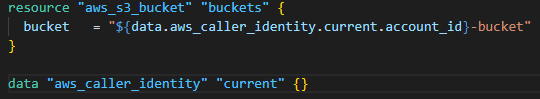 resource "aws_s3_bucket" "buckets" {
  bucket   = "${data.aws_caller_identity.current.account_id}-bucket"
}

data "aws_caller_identity" "current" {}